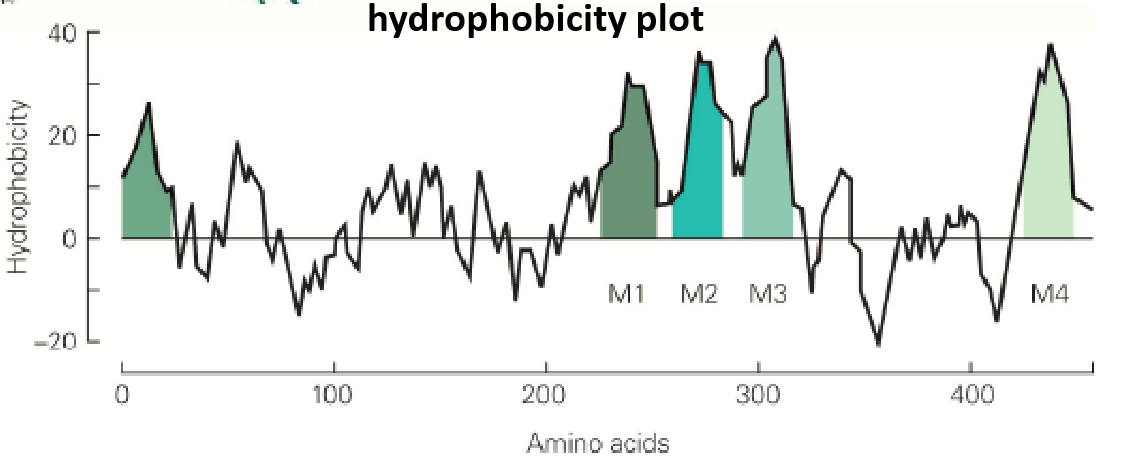 hydrophobicity plot
Hydrophobicity
40
20
0
–20
M1 M2 M3 M4
0 100 200 300 400
Amino acids